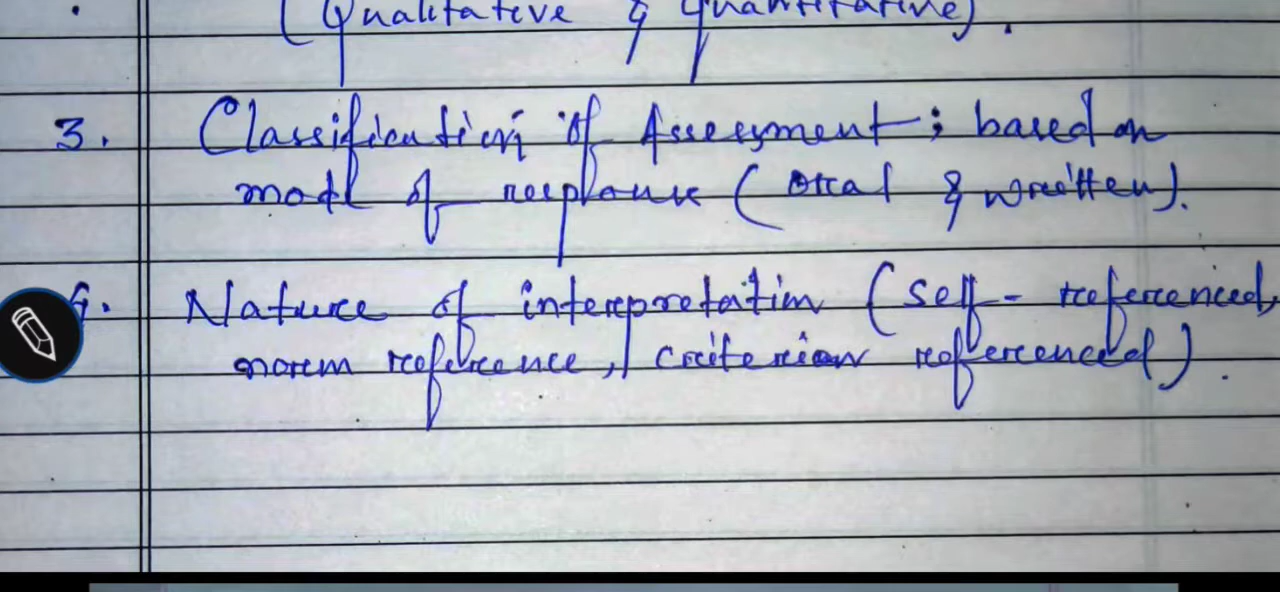 (Qualitative & Quantitative).
3. Classification of Assessment; based on
mode of response (oral & written).
Nature of interpretation (self-referenced,
norm reference, criterion referenced).